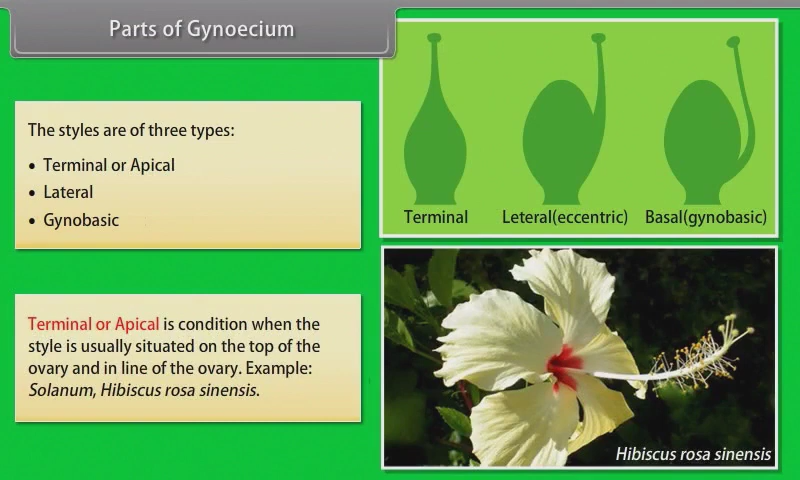 Parts of Gynoecium
The styles are of three types:
• Terminal or Apical
• Lateral
• Gynobasic
Terminal or Apical is condition when the
style is usually situated on the top of the
ovary and in line of the ovary. Example:
Solanum, Hibiscus rosa sinensis.
Terminal Leteral(eccentric) Basal(gynobasic)
Hibiscus rosa sinensis